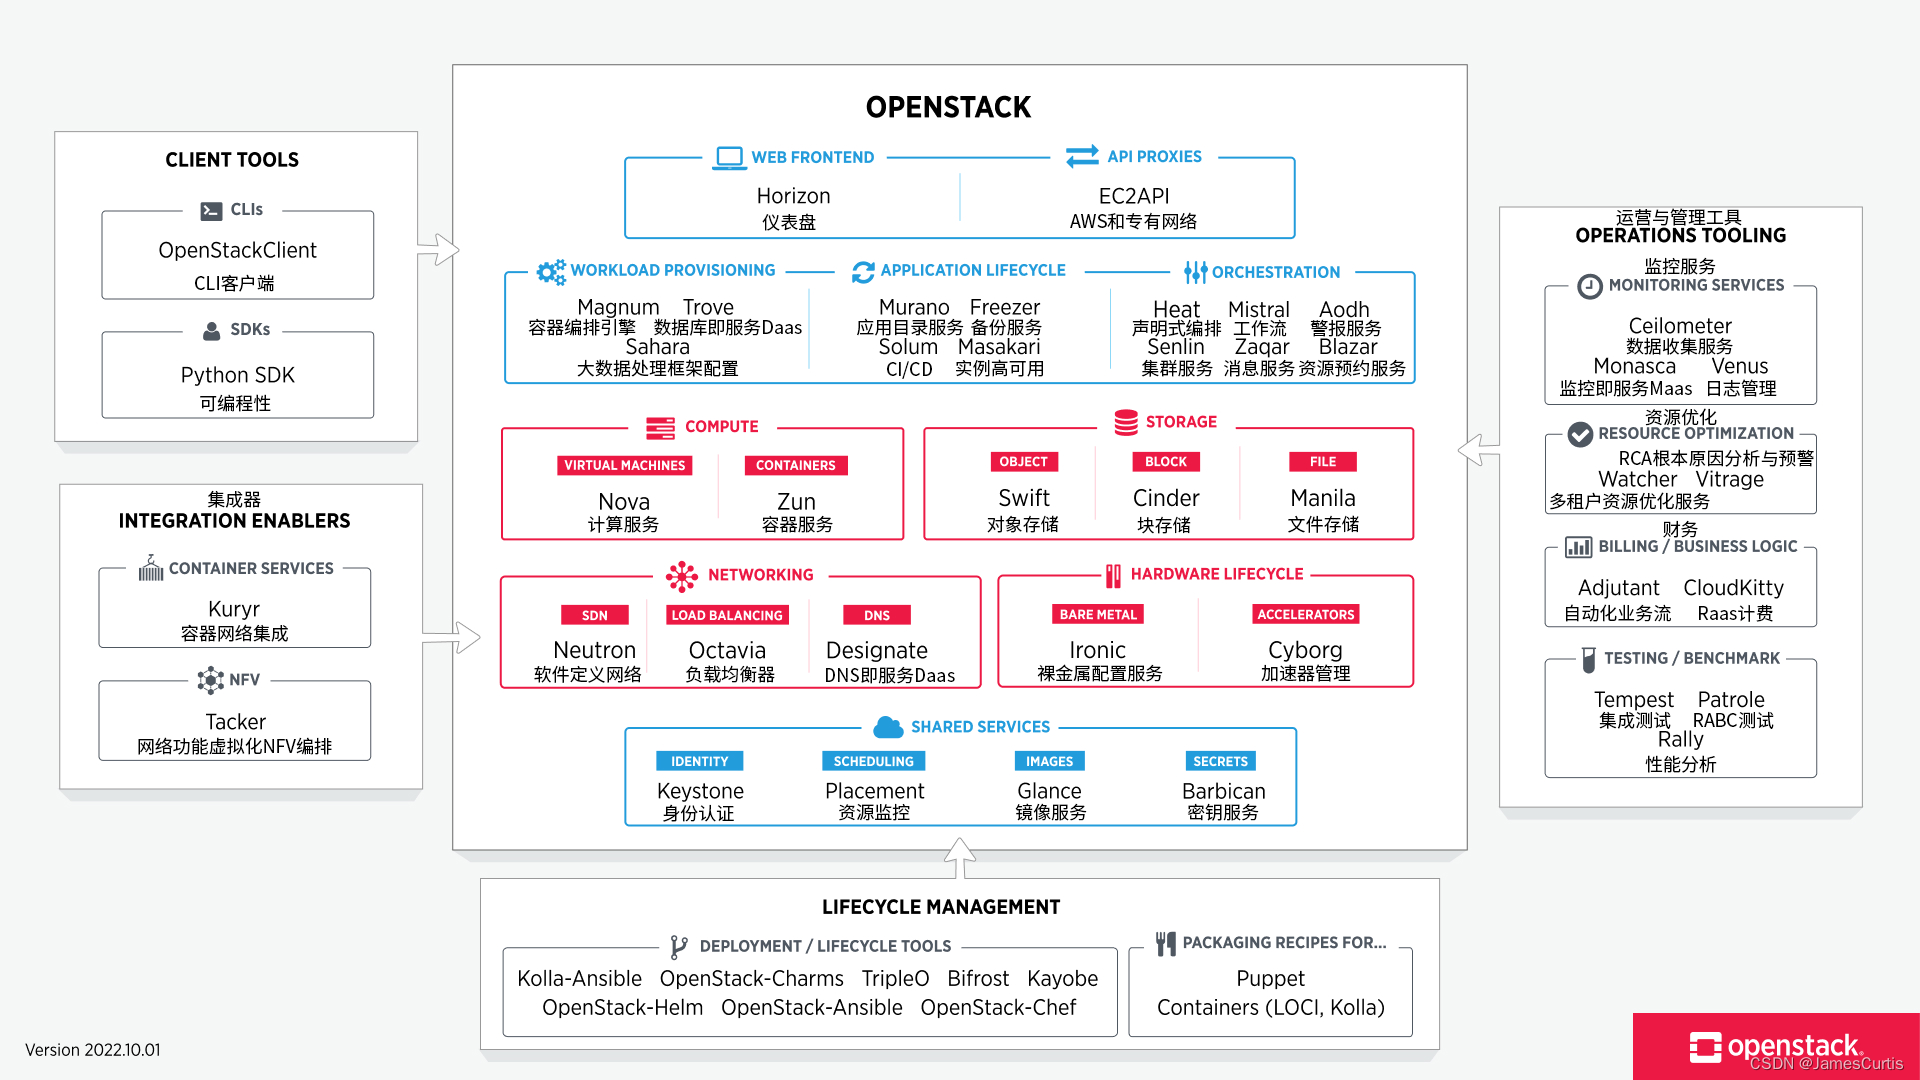 OPENSTACK
WEB FRONTEND
Horizon
仪表盘
API PROXIES
EC2API
AWS和专有网络
WORKLOAD PROVISIONING
Magnum Trove
容器编排引擎 数据库即服务Daas
Sahara
大数据处理框架配置
APPLICATION LIFECYCLE
Murano Freezer
应用目录服务 备份服务
Solum Masakari
CI/CD 实例高可用
ORCHESTRATION
Heat Mistral Aodh
声明式编排 工作流 警报服务
Senlin Zaqar Blazar
集群服务 消息服务 资源预约服务
COMPUTE
VIRTUAL MACHINES
Nova
计算服务
CONTAINERS
Zun
容器服务
STORAGE
OBJECT
Swift
对象存储
BLOCK
Cinder
块存储
FILE
Manila
文件存储
NETWORKING
SDN
Neutron
软件定义网络
LOAD BALANCING
Octavia
负载均衡器
DNS
Designate
DNS即服务Daas
HARDWARE LIFECYCLE
BARE METAL
Ironic
裸金属配置服务
ACCELERATORS
Cyborg
加速器管理
SHARED SERVICES
IDENTITY
Keystone
身份认证
SCHEDULING
Placement
资源监控
IMAGES
Glance
镜像服务
SECRETS
Barbican
密钥服务
CLIENT TOOLS
CLIs
OpenStackClient
CLI客户端
SDKs
Python SDK
可编程性
集成器
INTEGRATION ENABLERS
CONTAINER SERVICES
Kuryr
容器网络集成
NFV
Tacker
网络功能虚拟化NFV编排
运营与管理工具
OPERATIONS TOOLING
监控服务
MONITORING SERVICES
Ceilometer
数据收集服务
Monasca Venus
监控即服务Maas 日志管理
资源优化
RESOURCE OPTIMIZATION
RCA根本原因分析与预警
Watcher Vitrage
多租户资源优化服务
财务
BILLING / BUSINESS LOGIC
Adjutant CloudKitty
自动化业务流 Raas计费
TESTING / BENCHMARK
Tempest Patrole
集成测试 RABC测试
Rally
性能分析
LIFECYCLE MANAGEMENT
DEPLOYMENT / LIFECYCLE TOOLS
Kolla-Ansible OpenStack-Charms TripleO Bifrost Kayobe
OpenStack-Helm OpenStack-Ansible OpenStack-Chef
PACKAGING RECIPES FOR...
Puppet
Containers (LOCI, Kolla)
Version 2022.10.01
openstack.
CSDN @JamesCurtis